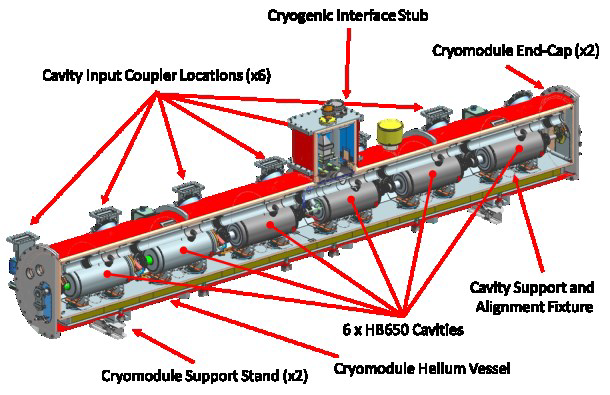 Cryogenic Interface Stub
Cryomodule End-Cap (x2)
Cavity Input Coupler Locations (x6)
Cavity Support and
Alignment Fixture
6 x HB650 Cavities
Cryomodule Helium Vessel
Cryomodule Support Stand (x2)